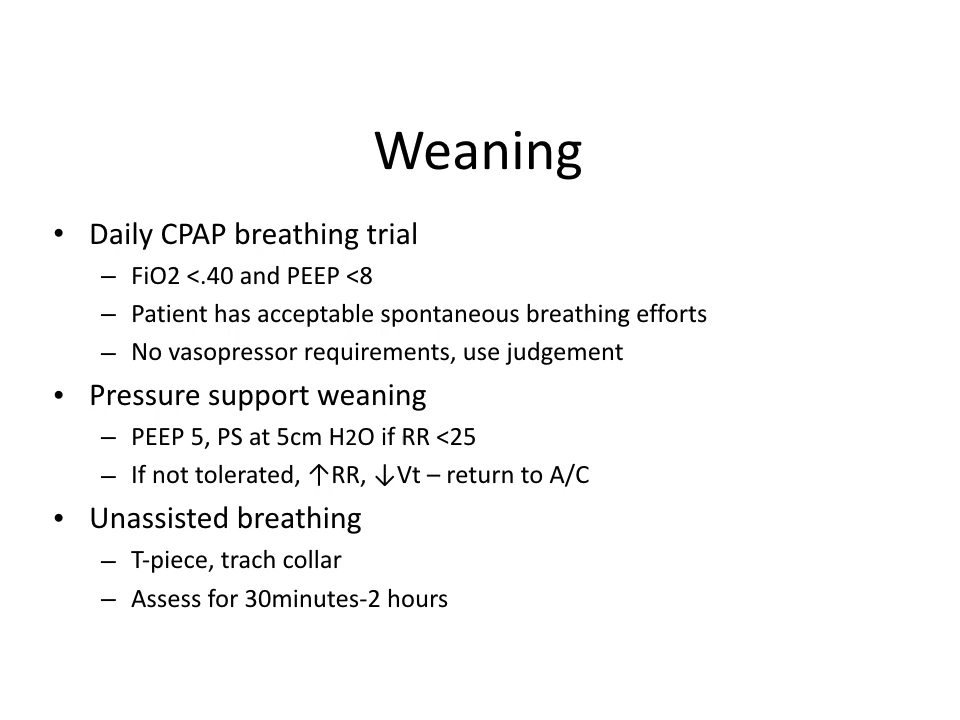 Weaning
• Daily CPAP breathing trial
– FiO2 <.40 and PEEP <8
– Patient has acceptable spontaneous breathing efforts
– No vasopressor requirements, use judgement
• Pressure support weaning
– PEEP 5, PS at 5cm H2O if RR <25
– If not tolerated, ↑RR, ↓Vt – return to A/C
• Unassisted breathing
– T-piece, trach collar
– Assess for 30minutes-2 hours